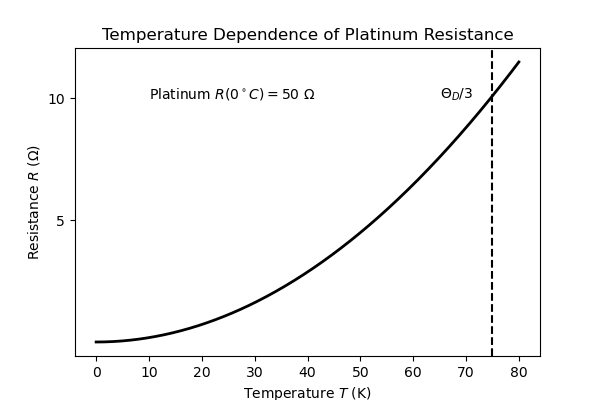 Temperature Dependence of Platinum Resistance
Platinum R(0°C) = 50 Ω
Θ_D/3
10
5
Resistance R (Ω)
0 10 20 30 40 50 60 70 80
Temperature T (K)